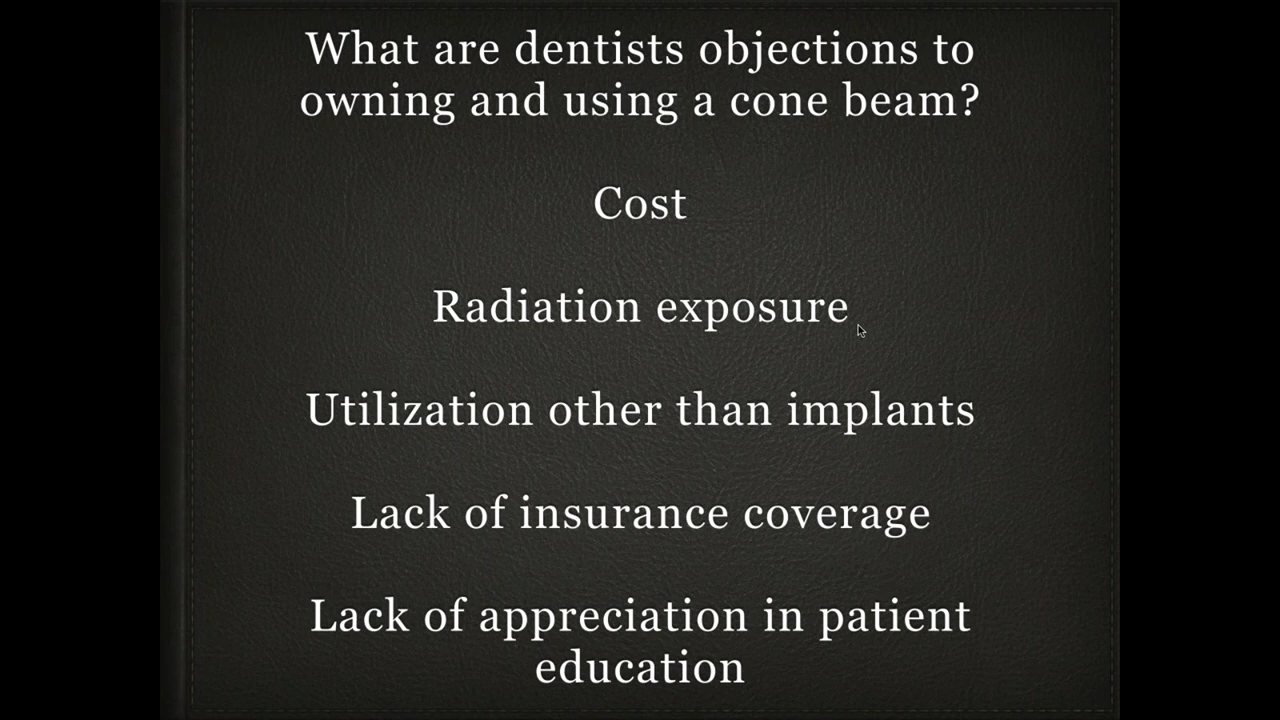 What are dentists objections to
owning and using a cone beam?
Cost
Radiation exposure
Utilization other than implants
Lack of insurance coverage
Lack of appreciation in patient
education